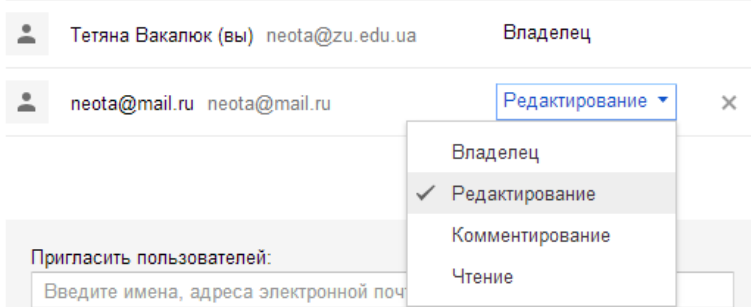 Тетяна Вакалюк (вы) neota@zu.edu.ua Владелец
neota@mail.ru neota@mail.ru Редактирование
Владелец
Редактирование
Комментирование
Чтение
Пригласить пользователей:
Введите имена, адреса электронной